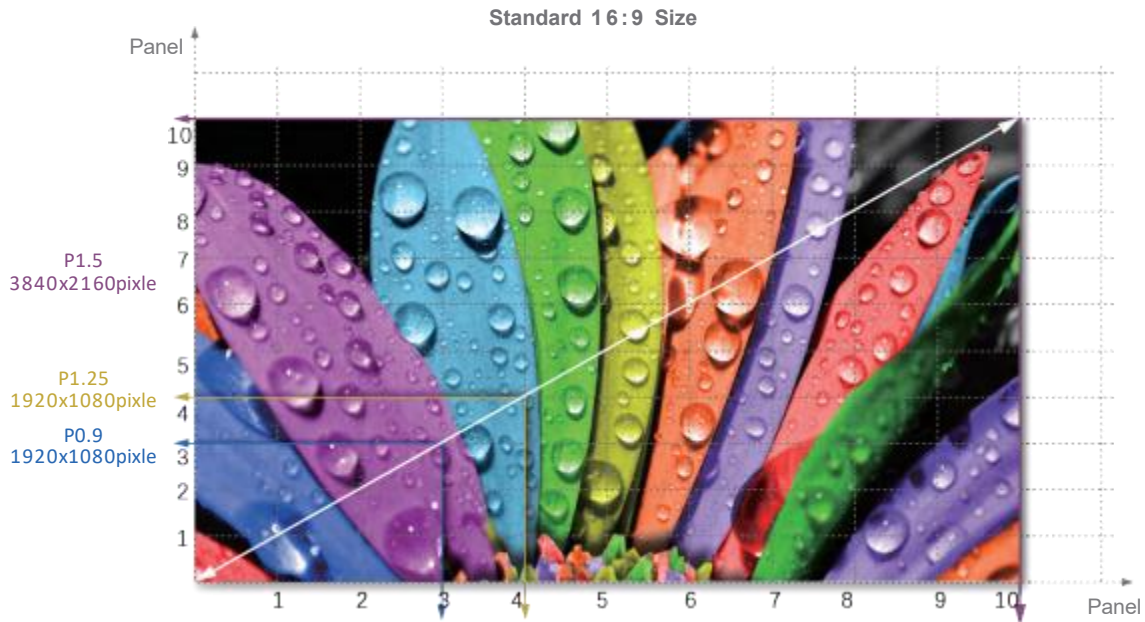 Standard 16:9 Size
Panel
10
9
8
7
6
5
4
3
2
1
P1.5
3840x2160pixle
P1.25
1920x1080pixle
P0.9
1920x1080pixle
1 2 3 4 5 6 7 8 9 10
Panel